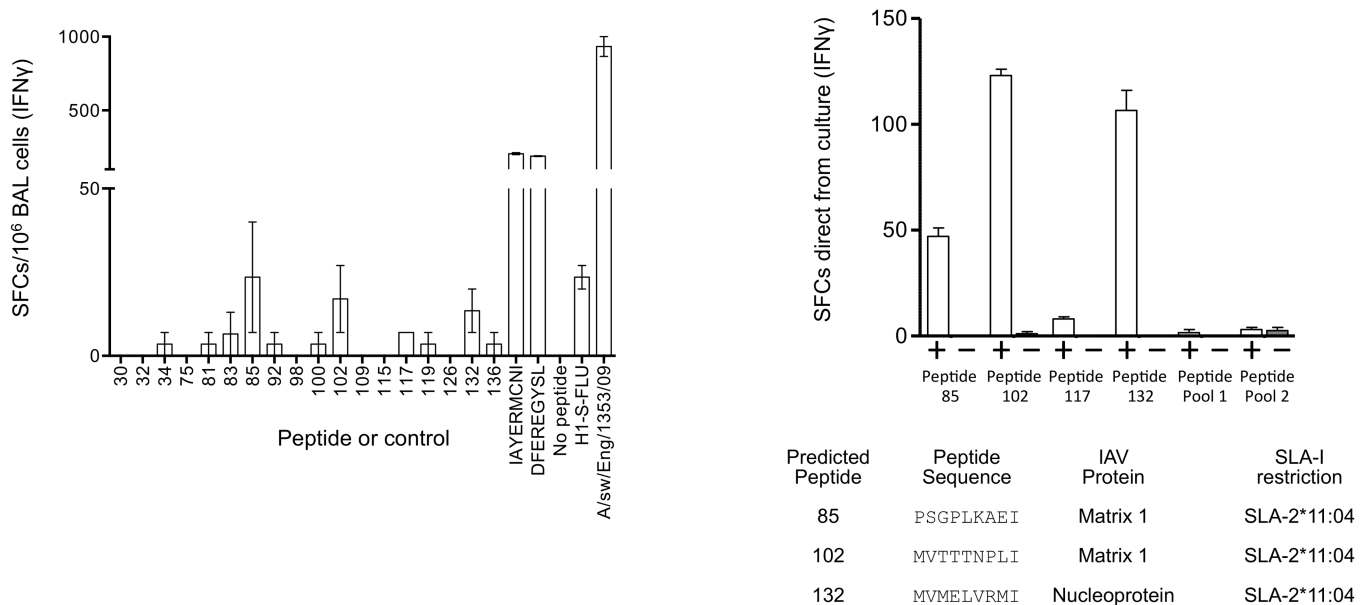 SFCs/10⁶ BAL cells (IFNγ)
1000
500
50
0
30
32
34
75
81
83
85
92
98
100
102
109
115
117
119
126
132
136
IAYERMCNI
DFEREGYSL
No peptide
H1-S-FLU
A/sw/Eng/1353/09
Peptide or control
SFCs direct from culture (IFNγ)
150
100
50
0
+ − + − + − + − + − + −
Peptide Peptide Peptide Peptide Peptide Peptide
85 102 117 132 Pool 1 Pool 2
Predicted Peptide IAV SLA-I
Peptide Sequence Protein restriction
85 PSGPLKAEI Matrix 1 SLA-2*11:04
102 MVTTTNPLI Matrix 1 SLA-2*11:04
132 MVMELVRMI Nucleoprotein SLA-2*11:04